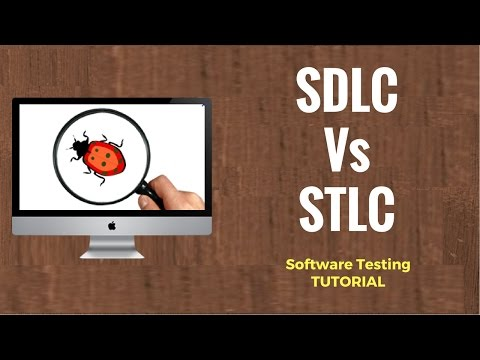 SDLC
Vs
STLC
Software Testing
TUTORIAL